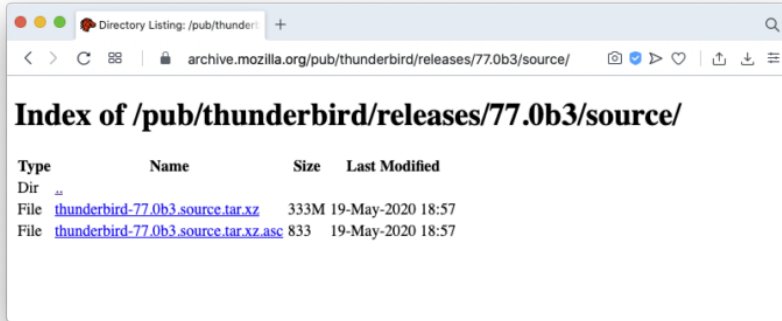 Directory Listing: /pub/thunderb
archive.mozilla.org/pub/thunderbird/releases/77.0b3/source/
Index of /pub/thunderbird/releases/77.0b3/source/
Type Name Size Last Modified
Dir ..
File thunderbird-77.0b3.source.tar.xz 333M 19-May-2020 18:57
File thunderbird-77.0b3.source.tar.xz.asc 833 19-May-2020 18:57